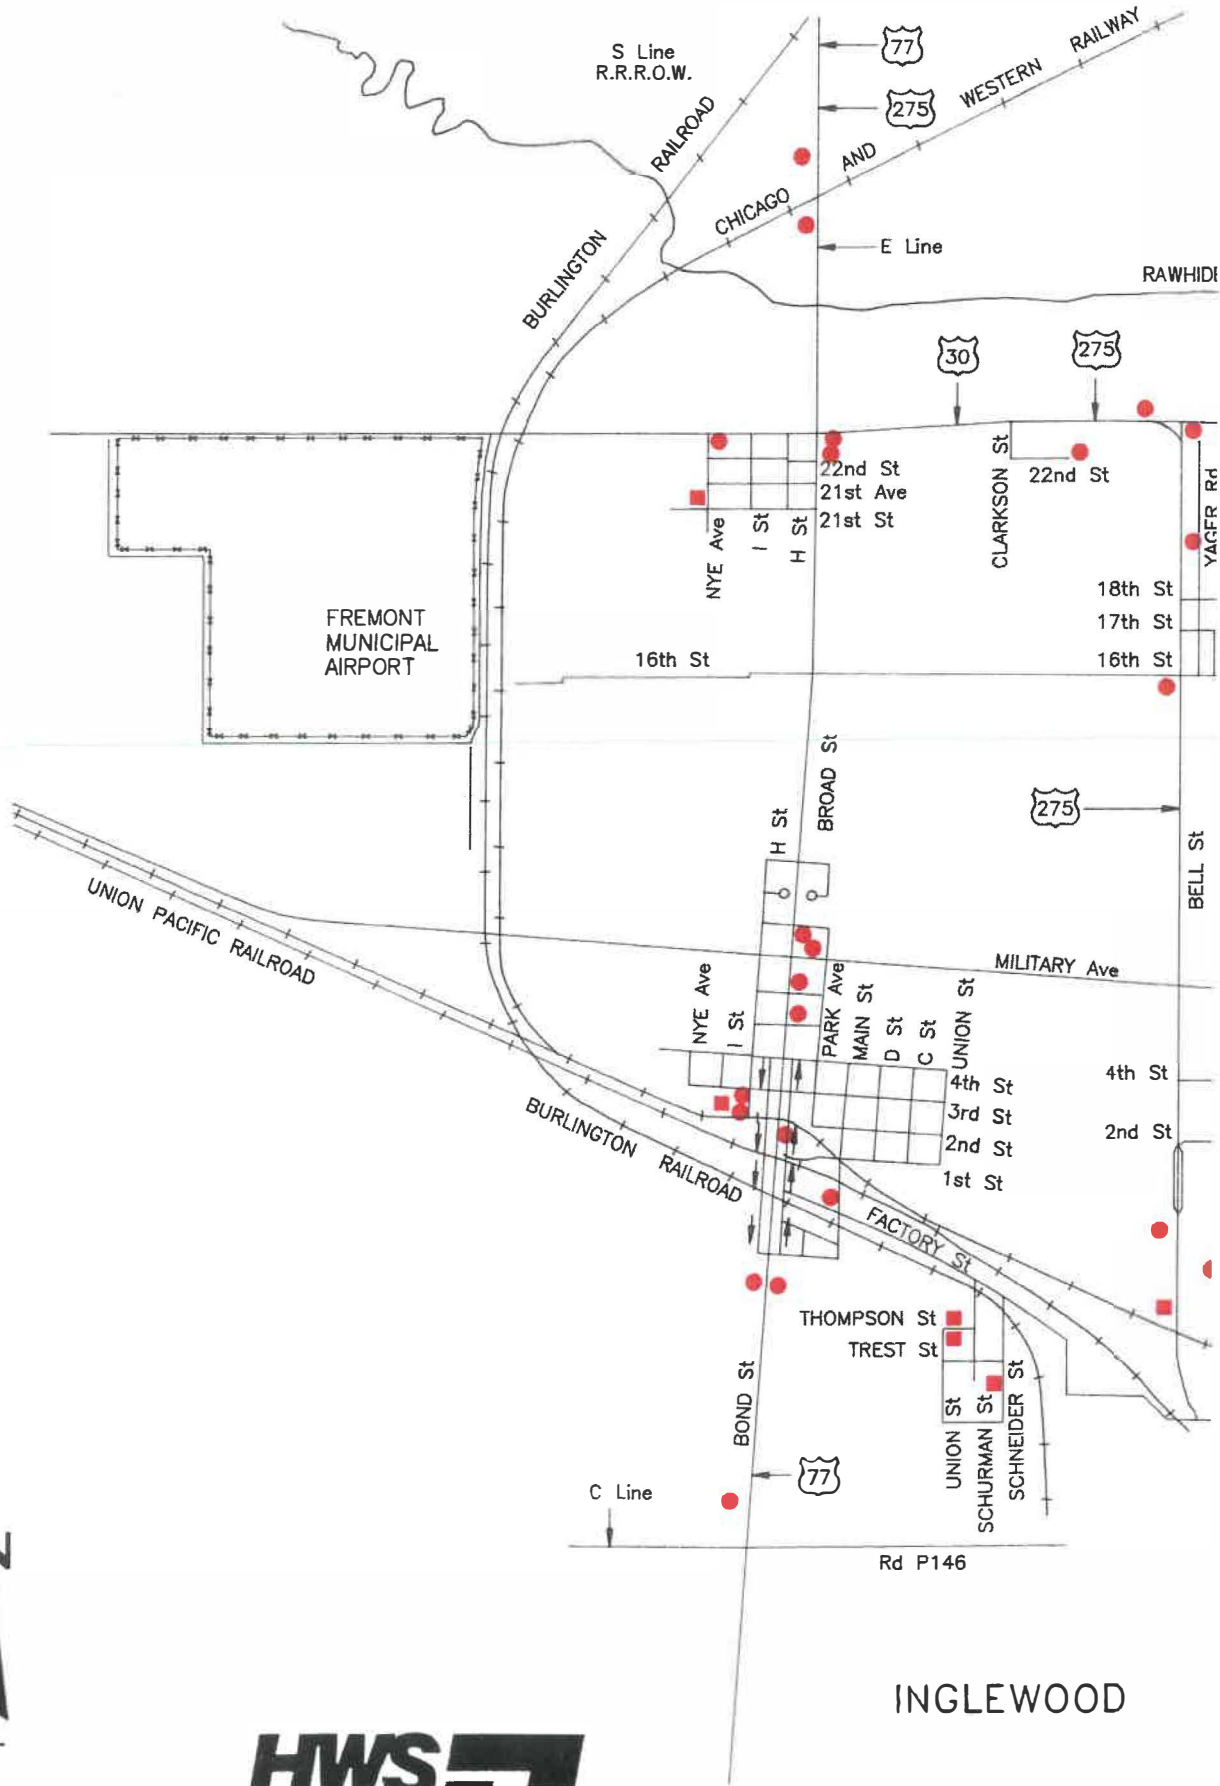 S Line
R.R.R.O.W.
77
275
BURLINGTON RAILROAD
CHICAGO AND WESTERN RAILWAY
E Line
RAWHIDE
30
275
22nd St
21st Ave
21st St
NYE Ave
I St
H St
CLARKSON St
22nd St
YAGER Rd
FREMONT
MUNICIPAL
AIRPORT
16th St
18th St
17th St
16th St
H St
BROAD St
275
BELL St
UNION PACIFIC RAILROAD
MILITARY Ave
NYE Ave
I St
PARK Ave
MAIN St
D St
C St
UNION St
4th St
3rd St
2nd St
1st St
4th St
2nd St
BURLINGTON RAILROAD
FACTORY St
THOMPSON St
TREST St
BOND St
UNION St
SCHURMAN St
SCHNEIDER St
77
C Line
Rd P146
N
INGLEWOOD
HWS